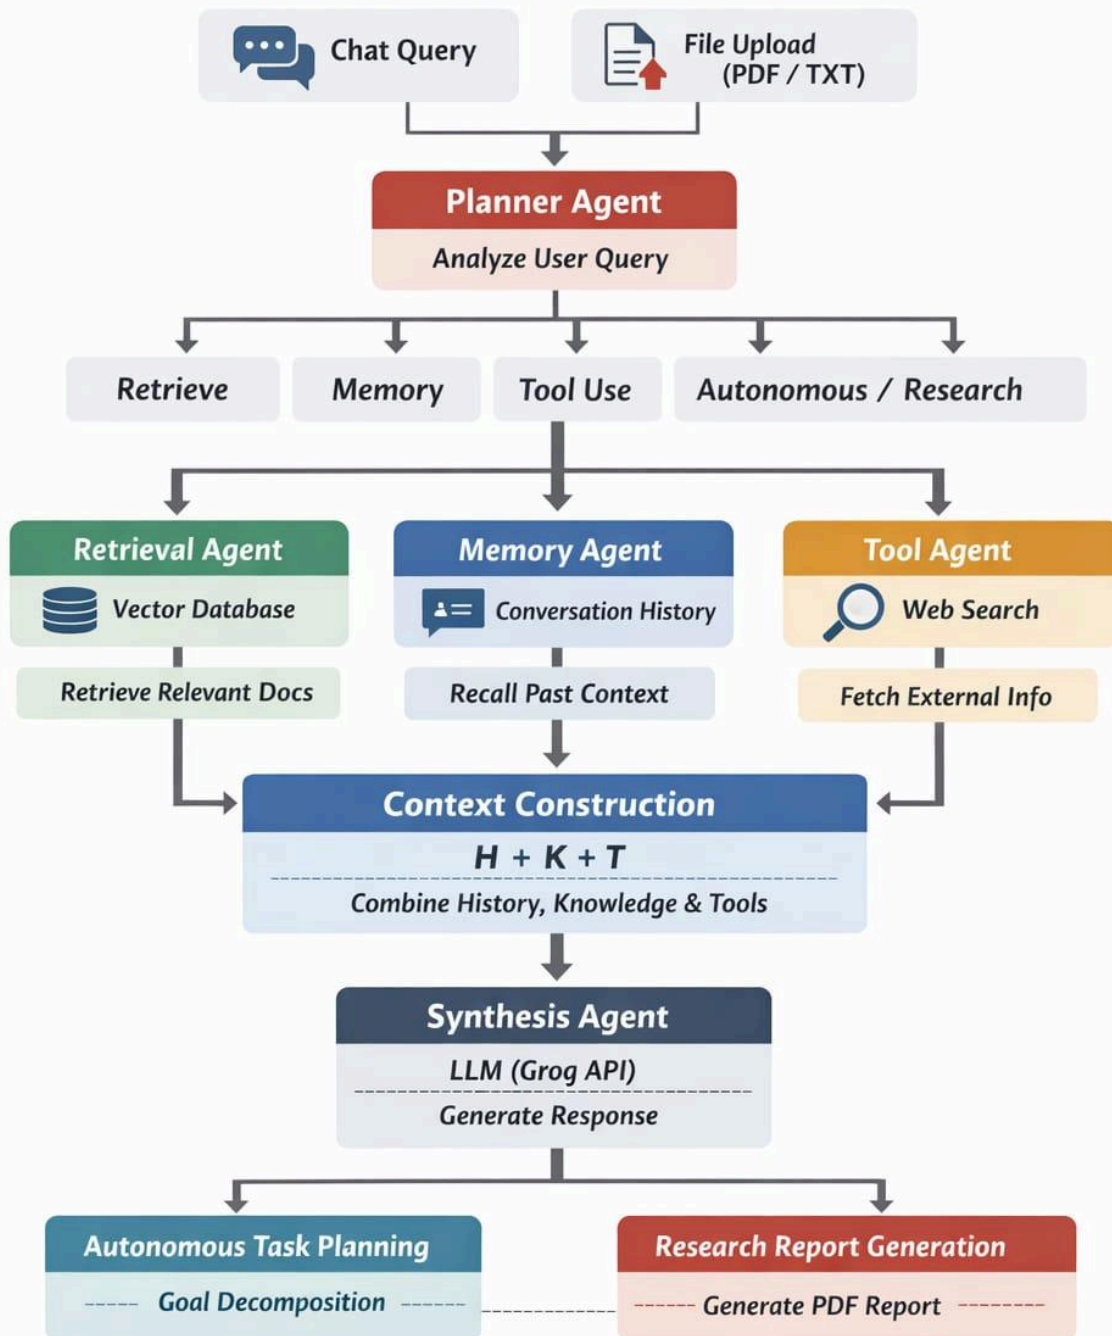 Chat Query
File Upload
(PDF / TXT)
Planner Agent
Analyze User Query
Retrieve
Memory
Tool Use
Autonomous / Research
Retrieval Agent
Vector Database
Retrieve Relevant Docs
Memory Agent
Conversation History
Recall Past Context
Tool Agent
Web Search
Fetch External Info
Context Construction
H + K + T
Combine History, Knowledge & Tools
Synthesis Agent
LLM (Grog API)
Generate Response
Autonomous Task Planning
Goal Decomposition
Research Report Generation
Generate PDF Report